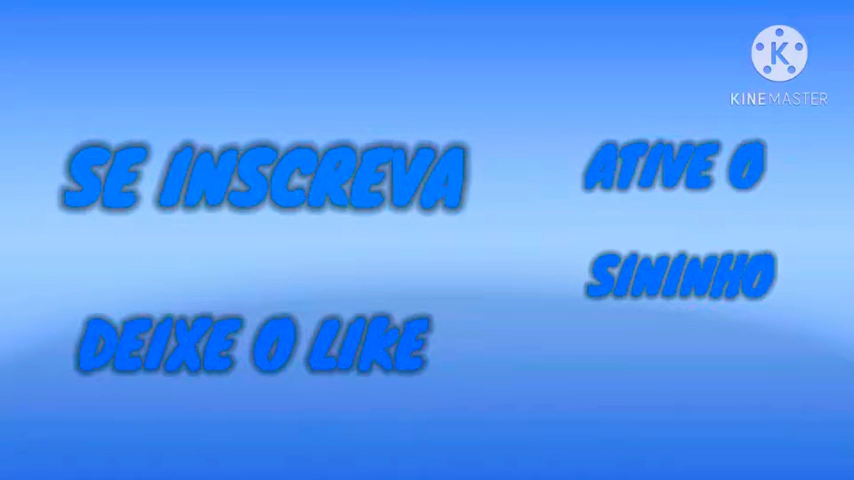 K
KINEMASTER
SE INSCREVA
ATIVE O
SININHO
DEIXE O LIKE